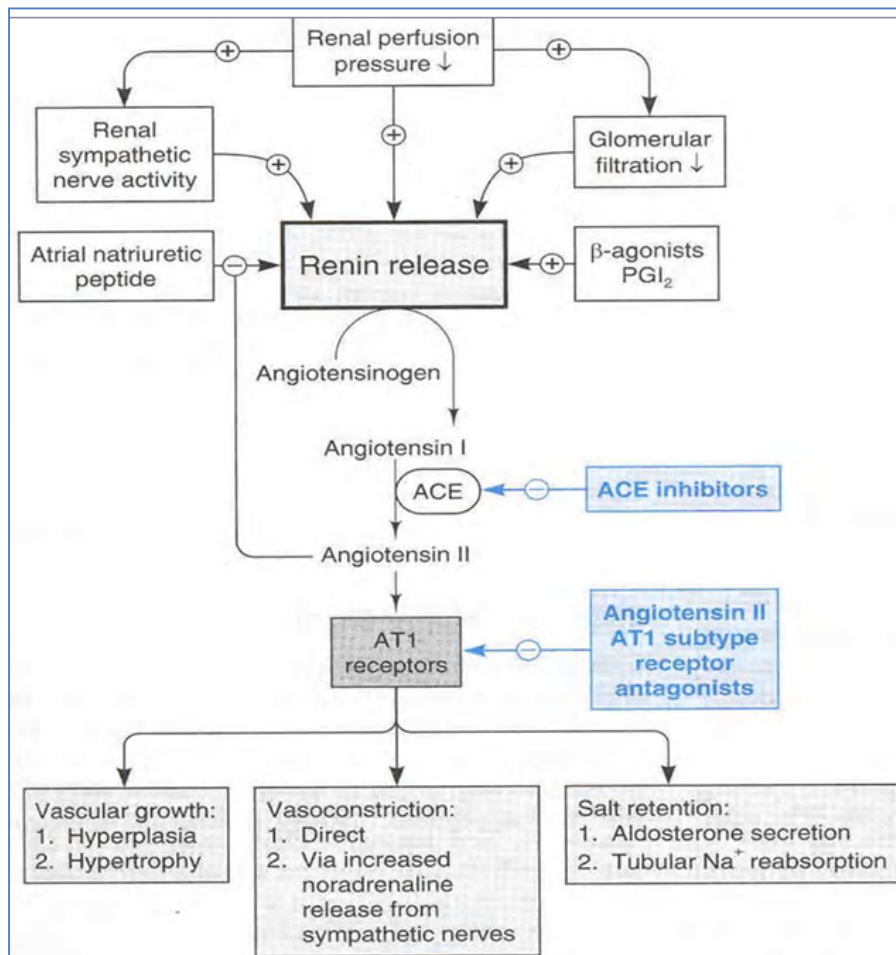 Renal perfusion
pressure ↓
+
+
+
Renal
sympathetic
nerve activity
+
Glomerular
filtration ↓
+
Atrial natriuretic
peptide
−
Renin release
+
β-agonists
PGI₂
Angiotensinogen
Angiotensin I
ACE
−
ACE inhibitors
Angiotensin II
AT1
receptors
−
Angiotensin II
AT1 subtype
receptor
antagonists
Vascular growth:
1. Hyperplasia
2. Hypertrophy
Vasoconstriction:
1. Direct
2. Via increased
noradrenaline
release from
sympathetic nerves
Salt retention:
1. Aldosterone secretion
2. Tubular Na⁺ reabsorption